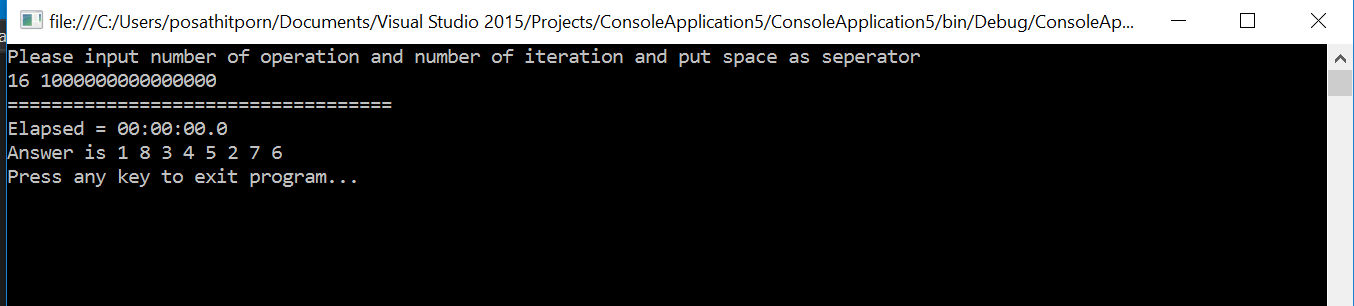 file:///C:/Users/posathitporn/Documents/Visual Studio 2015/Projects/ConsoleApplication5/ConsoleApplication5/bin/Debug/ConsoleAp...
Please input number of operation and number of iteration and put space as seperator
16 1000000000000000
===================================
Elapsed = 00:00:00.0
Answer is 1 8 3 4 5 2 7 6
Press any key to exit program...